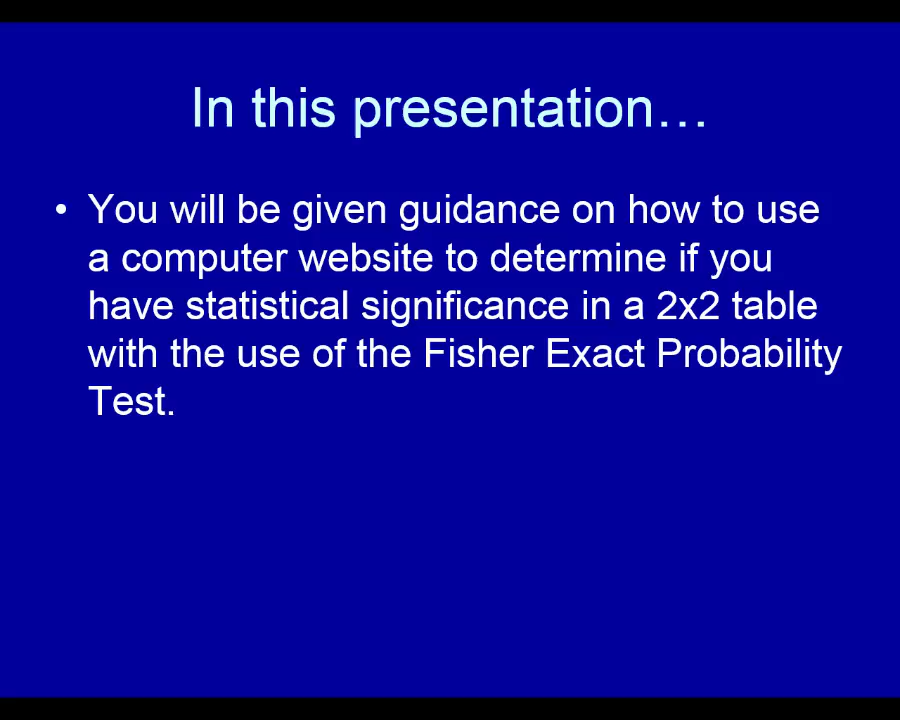 In this presentation…
• You will be given guidance on how to use
a computer website to determine if you
have statistical significance in a 2x2 table
with the use of the Fisher Exact Probability
Test.